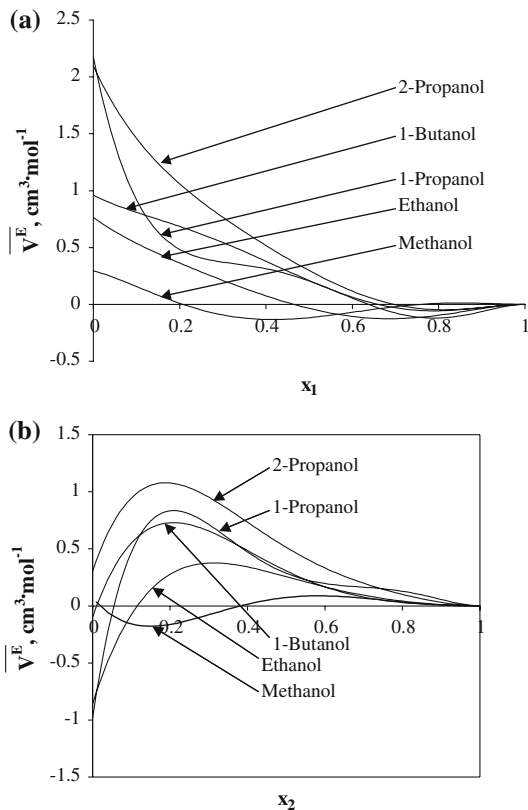 (a)
2.5
2
1.5
1
0.5
0
-0.5
V^E, cm³·mol⁻¹
2-Propanol
1-Butanol
1-Propanol
Ethanol
Methanol
0 0.2 0.4 0.6 0.8 1
x₁
(b)
1.5
1
0.5
0
-0.5
-1
-1.5
V^E, cm³·mol⁻¹
2-Propanol
1-Propanol
0 0.2 0.4 0.6 0.8 1
1-Butanol
Ethanol
Methanol
x₂